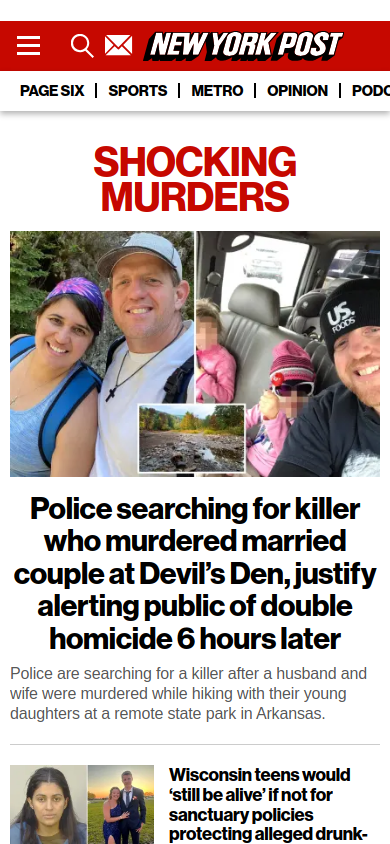 NEW YORK POST
PAGE SIX | SPORTS | METRO | OPINION | PODC
SHOCKING
MURDERS
US.
FOODS
Police searching for killer
who murdered married
couple at Devil’s Den, justify
alerting public of double
homicide 6 hours later
Police are searching for a killer after a husband and
wife were murdered while hiking with their young
daughters at a remote state park in Arkansas.
Wisconsin teens would
‘still be alive’ if not for
sanctuary policies
protecting alleged drunk-